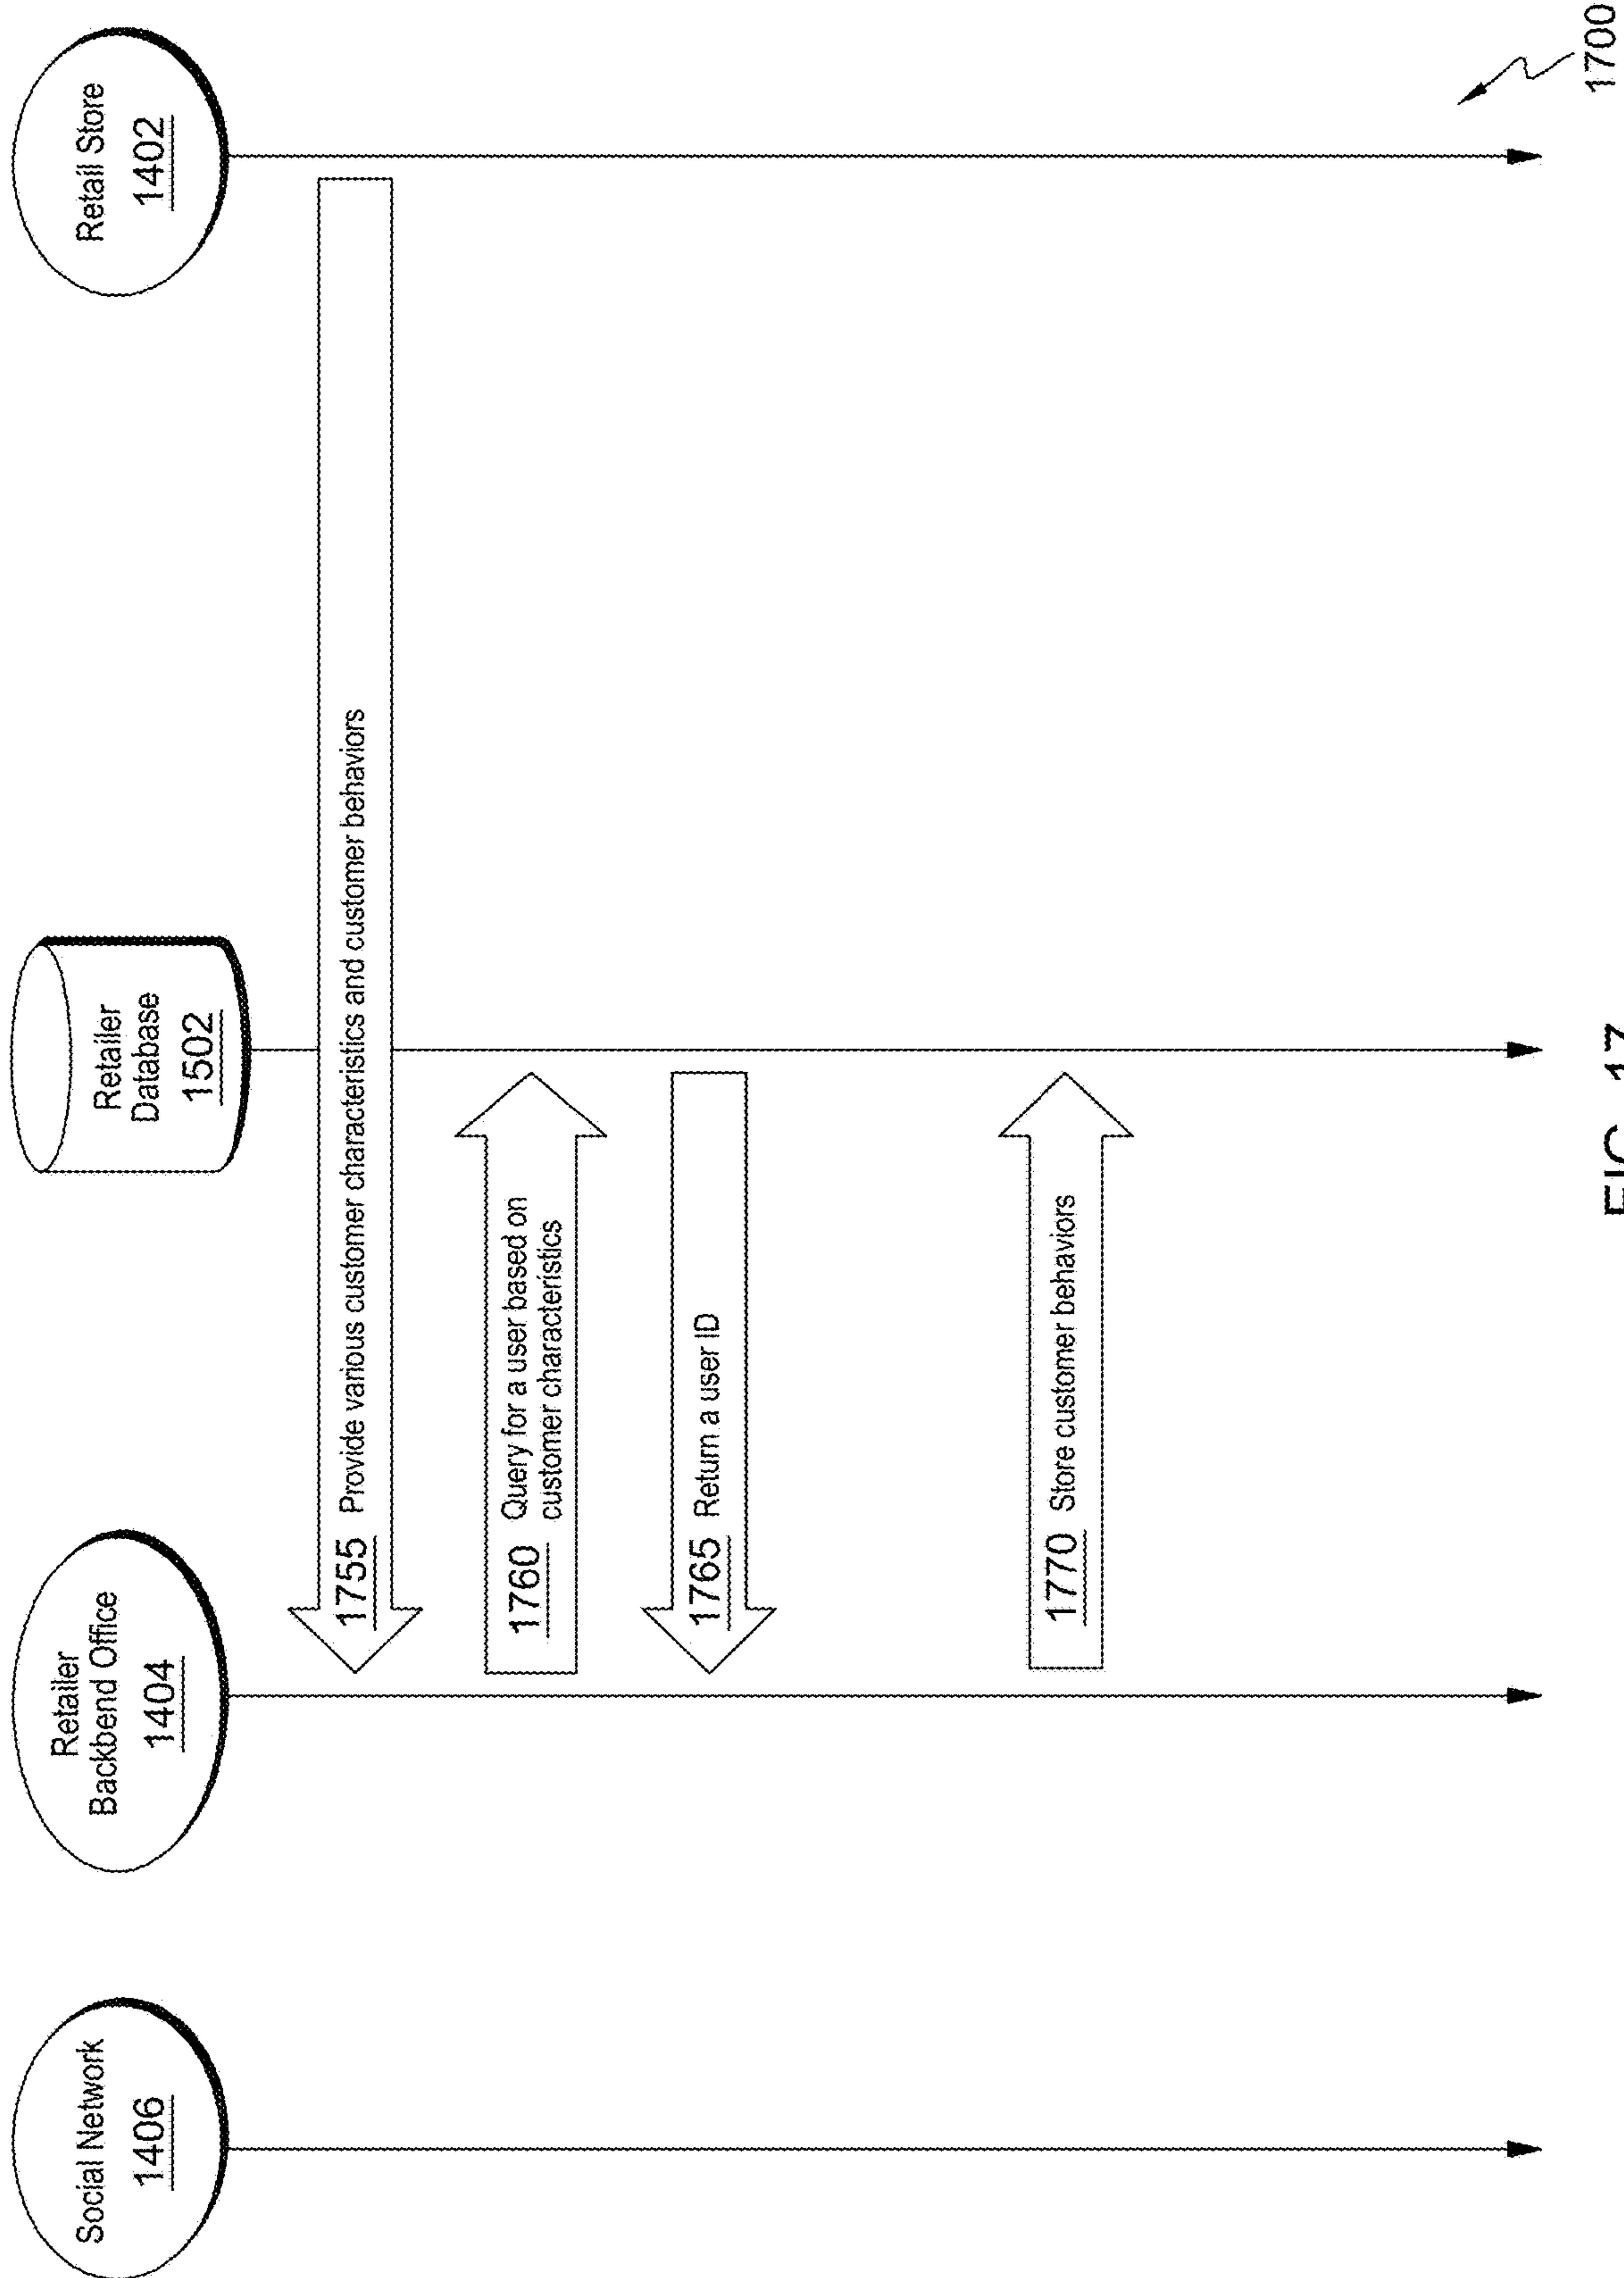 Social Network
1406
Retailer
Backbend Office
1404
Retailer
Database
1502
Retail Store
1402
1755 Provide various customer characteristics and customer behaviors
1760 Query for a user based on
customer characteristics
1765 Return a user ID
1770 Store customer behaviors
1700
FIG. 17